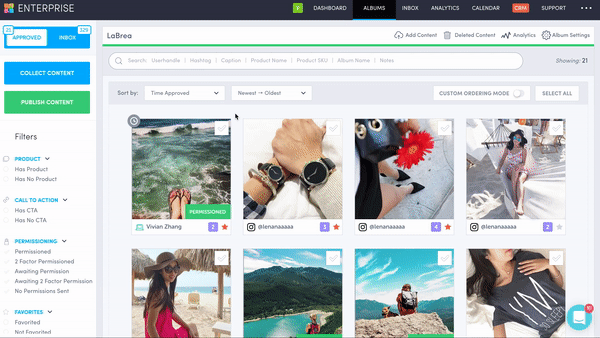 ENTERPRISE
V
DASHBOARD
ALBUMS
INBOX
ANALYTICS
CALENDAR
CRM
SUPPORT
APPROVED
INBOX
LaBrea
Add Content
Deleted Content
Analytics
Album Settings
COLLECT CONTENT
PUBLISH CONTENT
Search: Userhandle | Hashtag | Caption | Product Name | Product SKU | Album Name | Notes
Showing: 21
Sort by:
Time Approved
Newest → Oldest
CUSTOM ORDERING MODE
SELECT ALL
Filters
PRODUCT
Has Product
Has No Product
CALL TO ACTION
Has CTA
Has No CTA
PERMISSIONING
Permissioned
2 Factor Permissioned
Awaiting Permission
Awaiting 2 Factor Permission
No Permissions Sent
FAVORITES
Favorited
Not Favorited
PERMISSIONED
Vivian Zhang
2
@lenanaaaaa
3
@lenanaaaaa
4
@lenanaaaaa
2